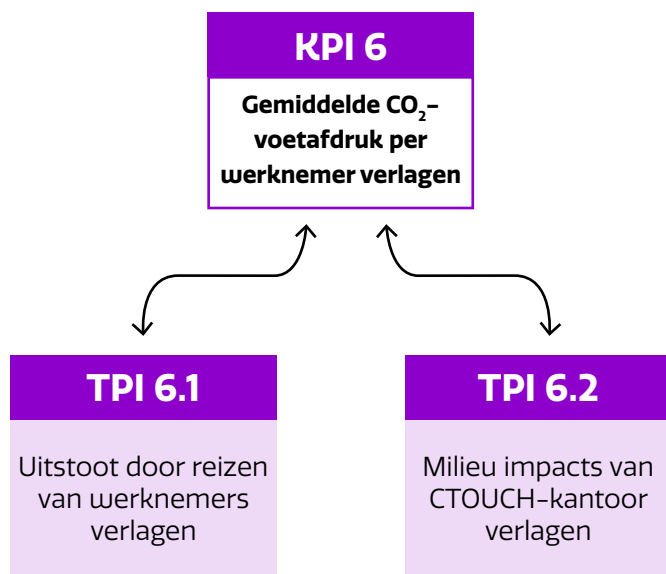 KPI 6
Gemiddelde CO₂-
voetafdruk per
werknemer verlagen
TPI 6.1
Uitstoot door reizen
van werknemers
verlagen
TPI 6.2
Milieu impacts van
CTOUCH-kantoor
verlagen